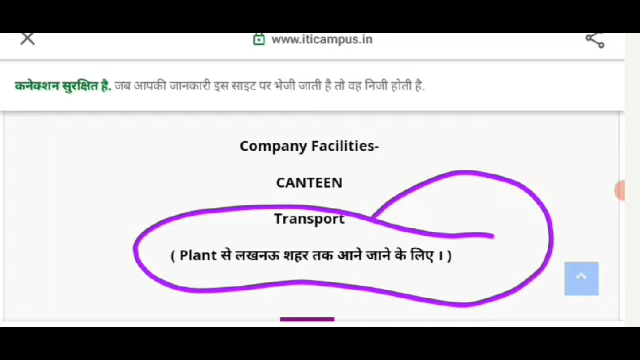 www.iticampus.in
कनेक्शन सुरक्षित है. जब आपकी जानकारी इस साइट पर भेजी जाती है तो वह निजी होती है.
Company Facilities-
CANTEEN
Transport
( Plant से लखनऊ शहर तक आने जाने के लिए । )